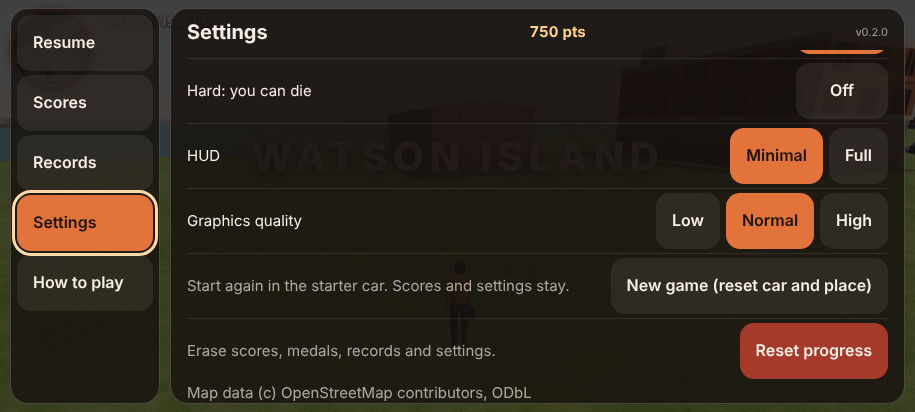 Resume
Scores
Records
Settings
How to play
Settings
750 pts
v0.2.0
Hard: you can die
Off
WATSON ISLAND
HUD
Minimal
Full
Graphics quality
Low
Normal
High
Start again in the starter car. Scores and settings stay.
New game (reset car and place)
Erase scores, medals, records and settings.
Reset progress
Map data (c) OpenStreetMap contributors, ODbL